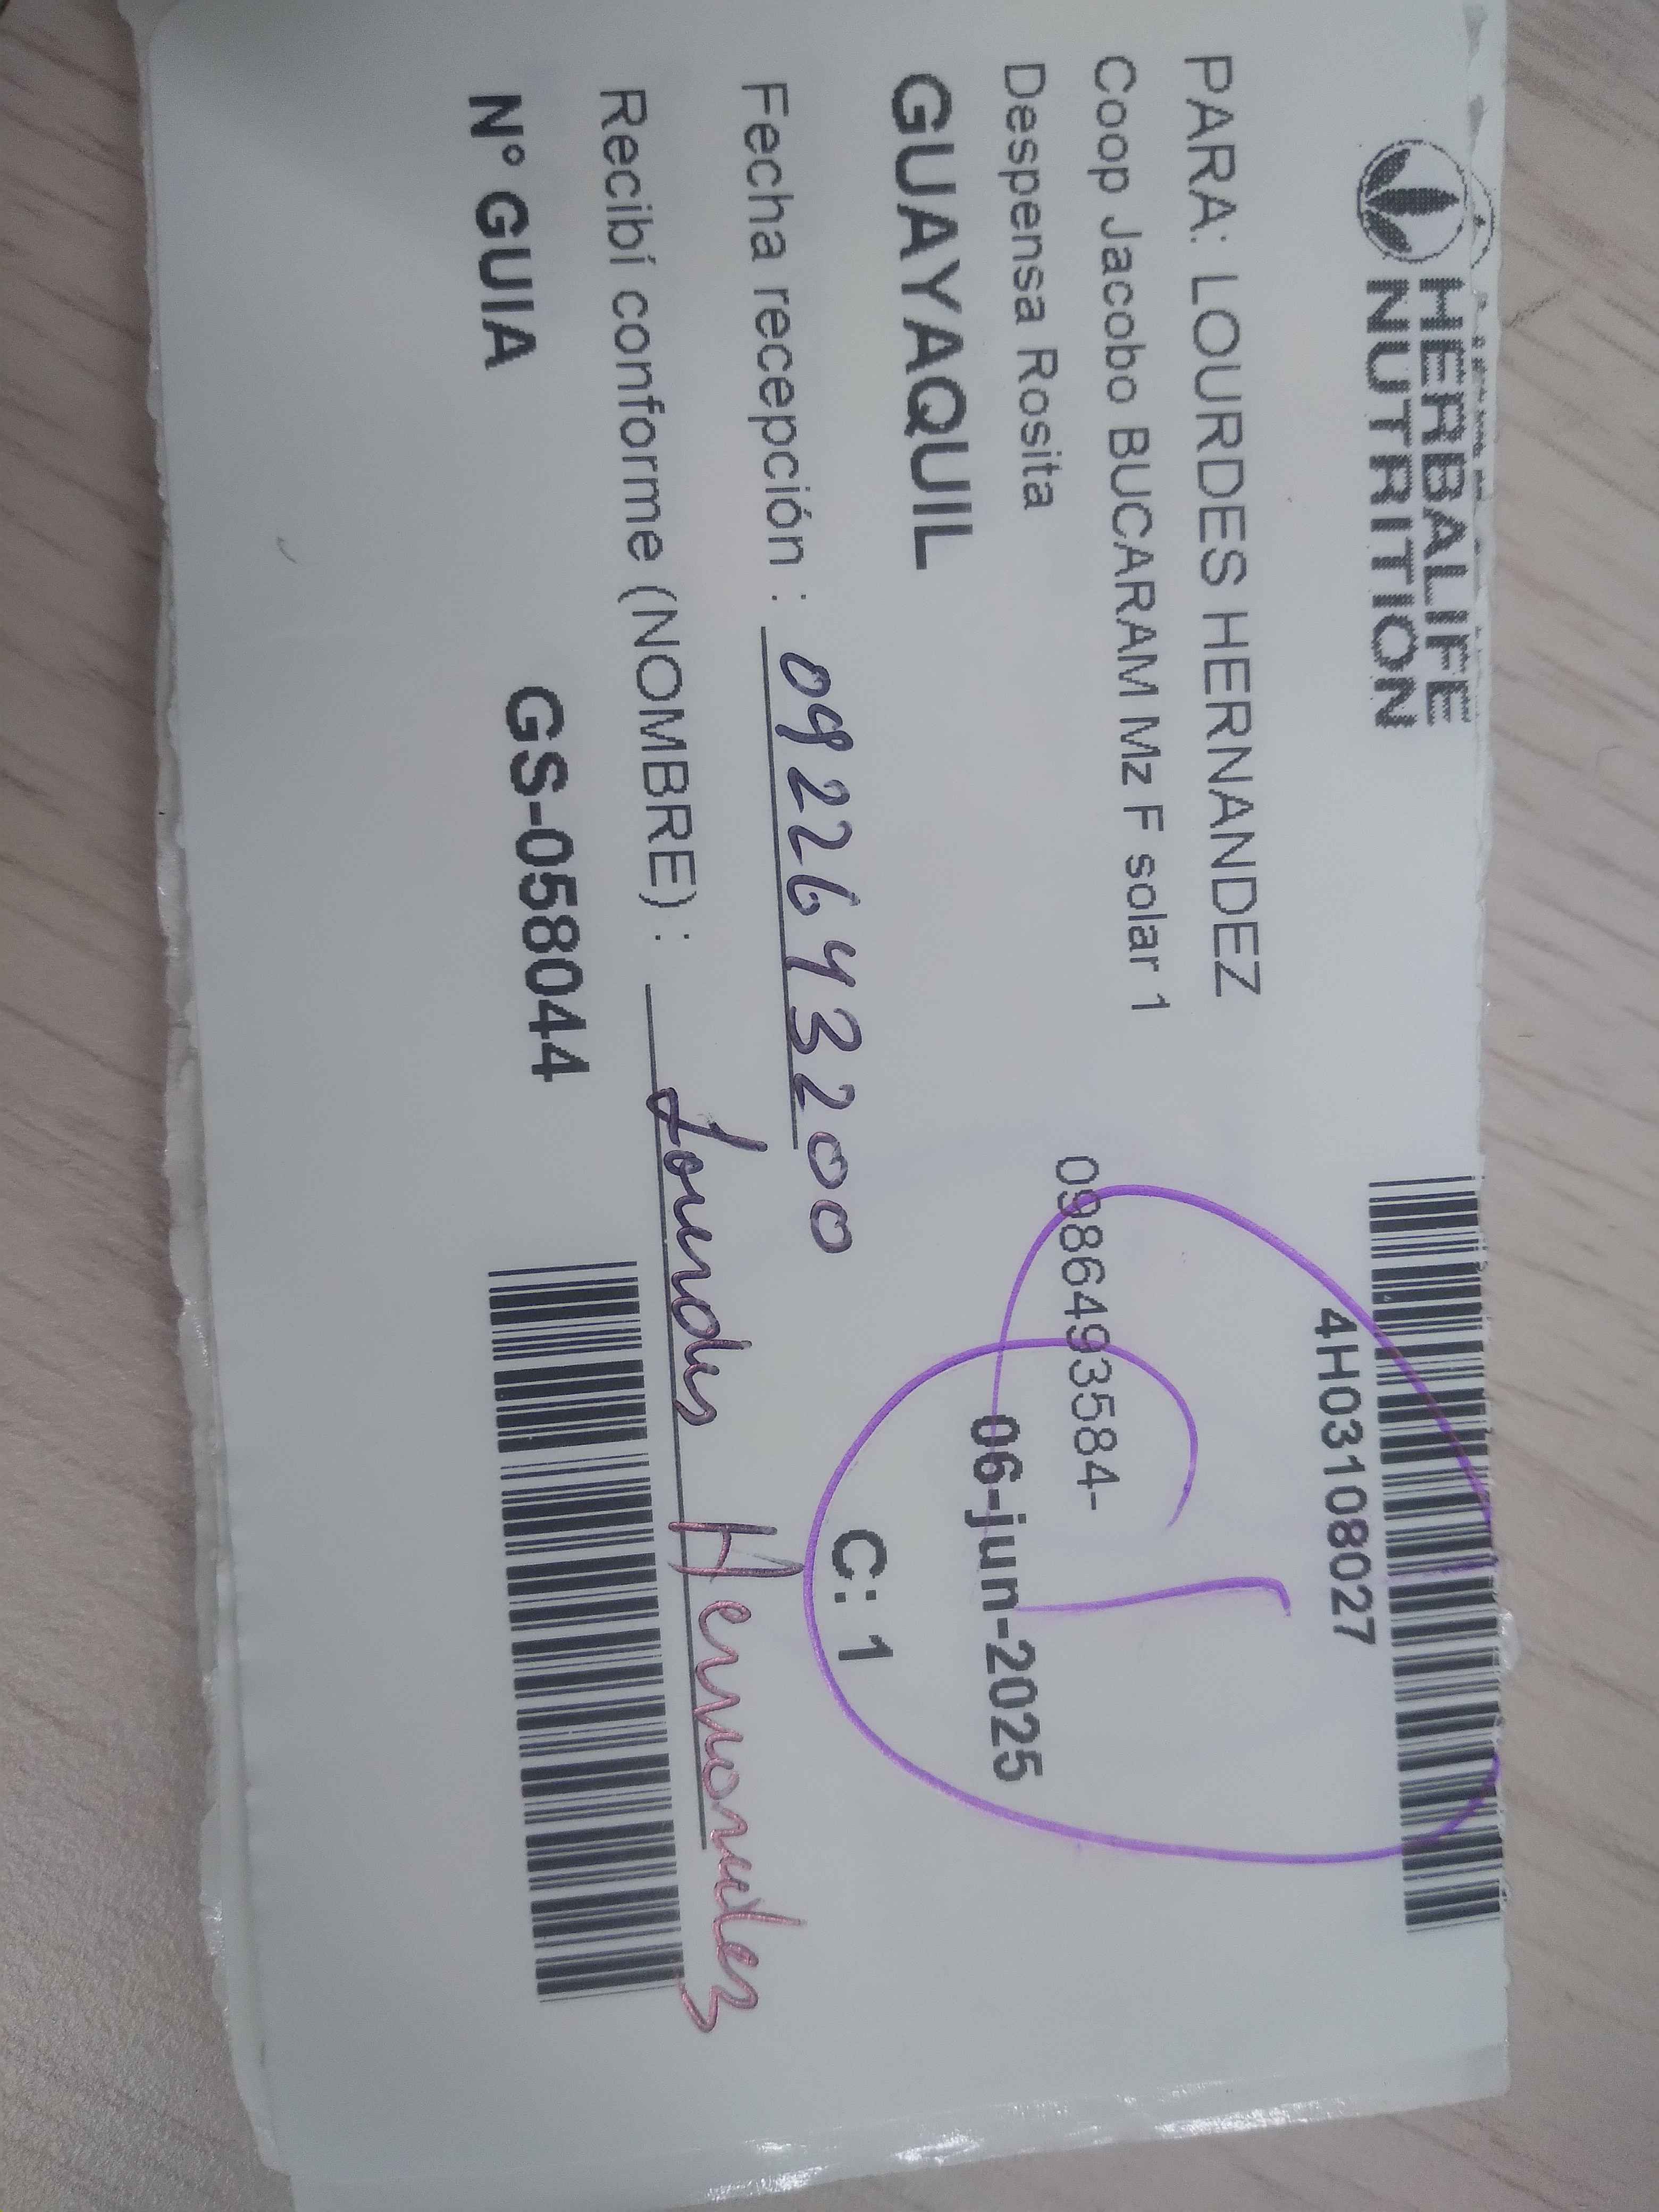 HERBALIFE
NUTRITION
4H03108027
PARA: LOURDES HERNANDEZ
Coop Jacobo BUCARAM Mz F solar 1
0986493584-
Despensa Rosita
06-jun-2025
GUAYAQUIL
C: 1
Fecha recepción : 0922643200
Recibí conforme (NOMBRE) : Lourdes Hernandez
N° GUIA GS-058044